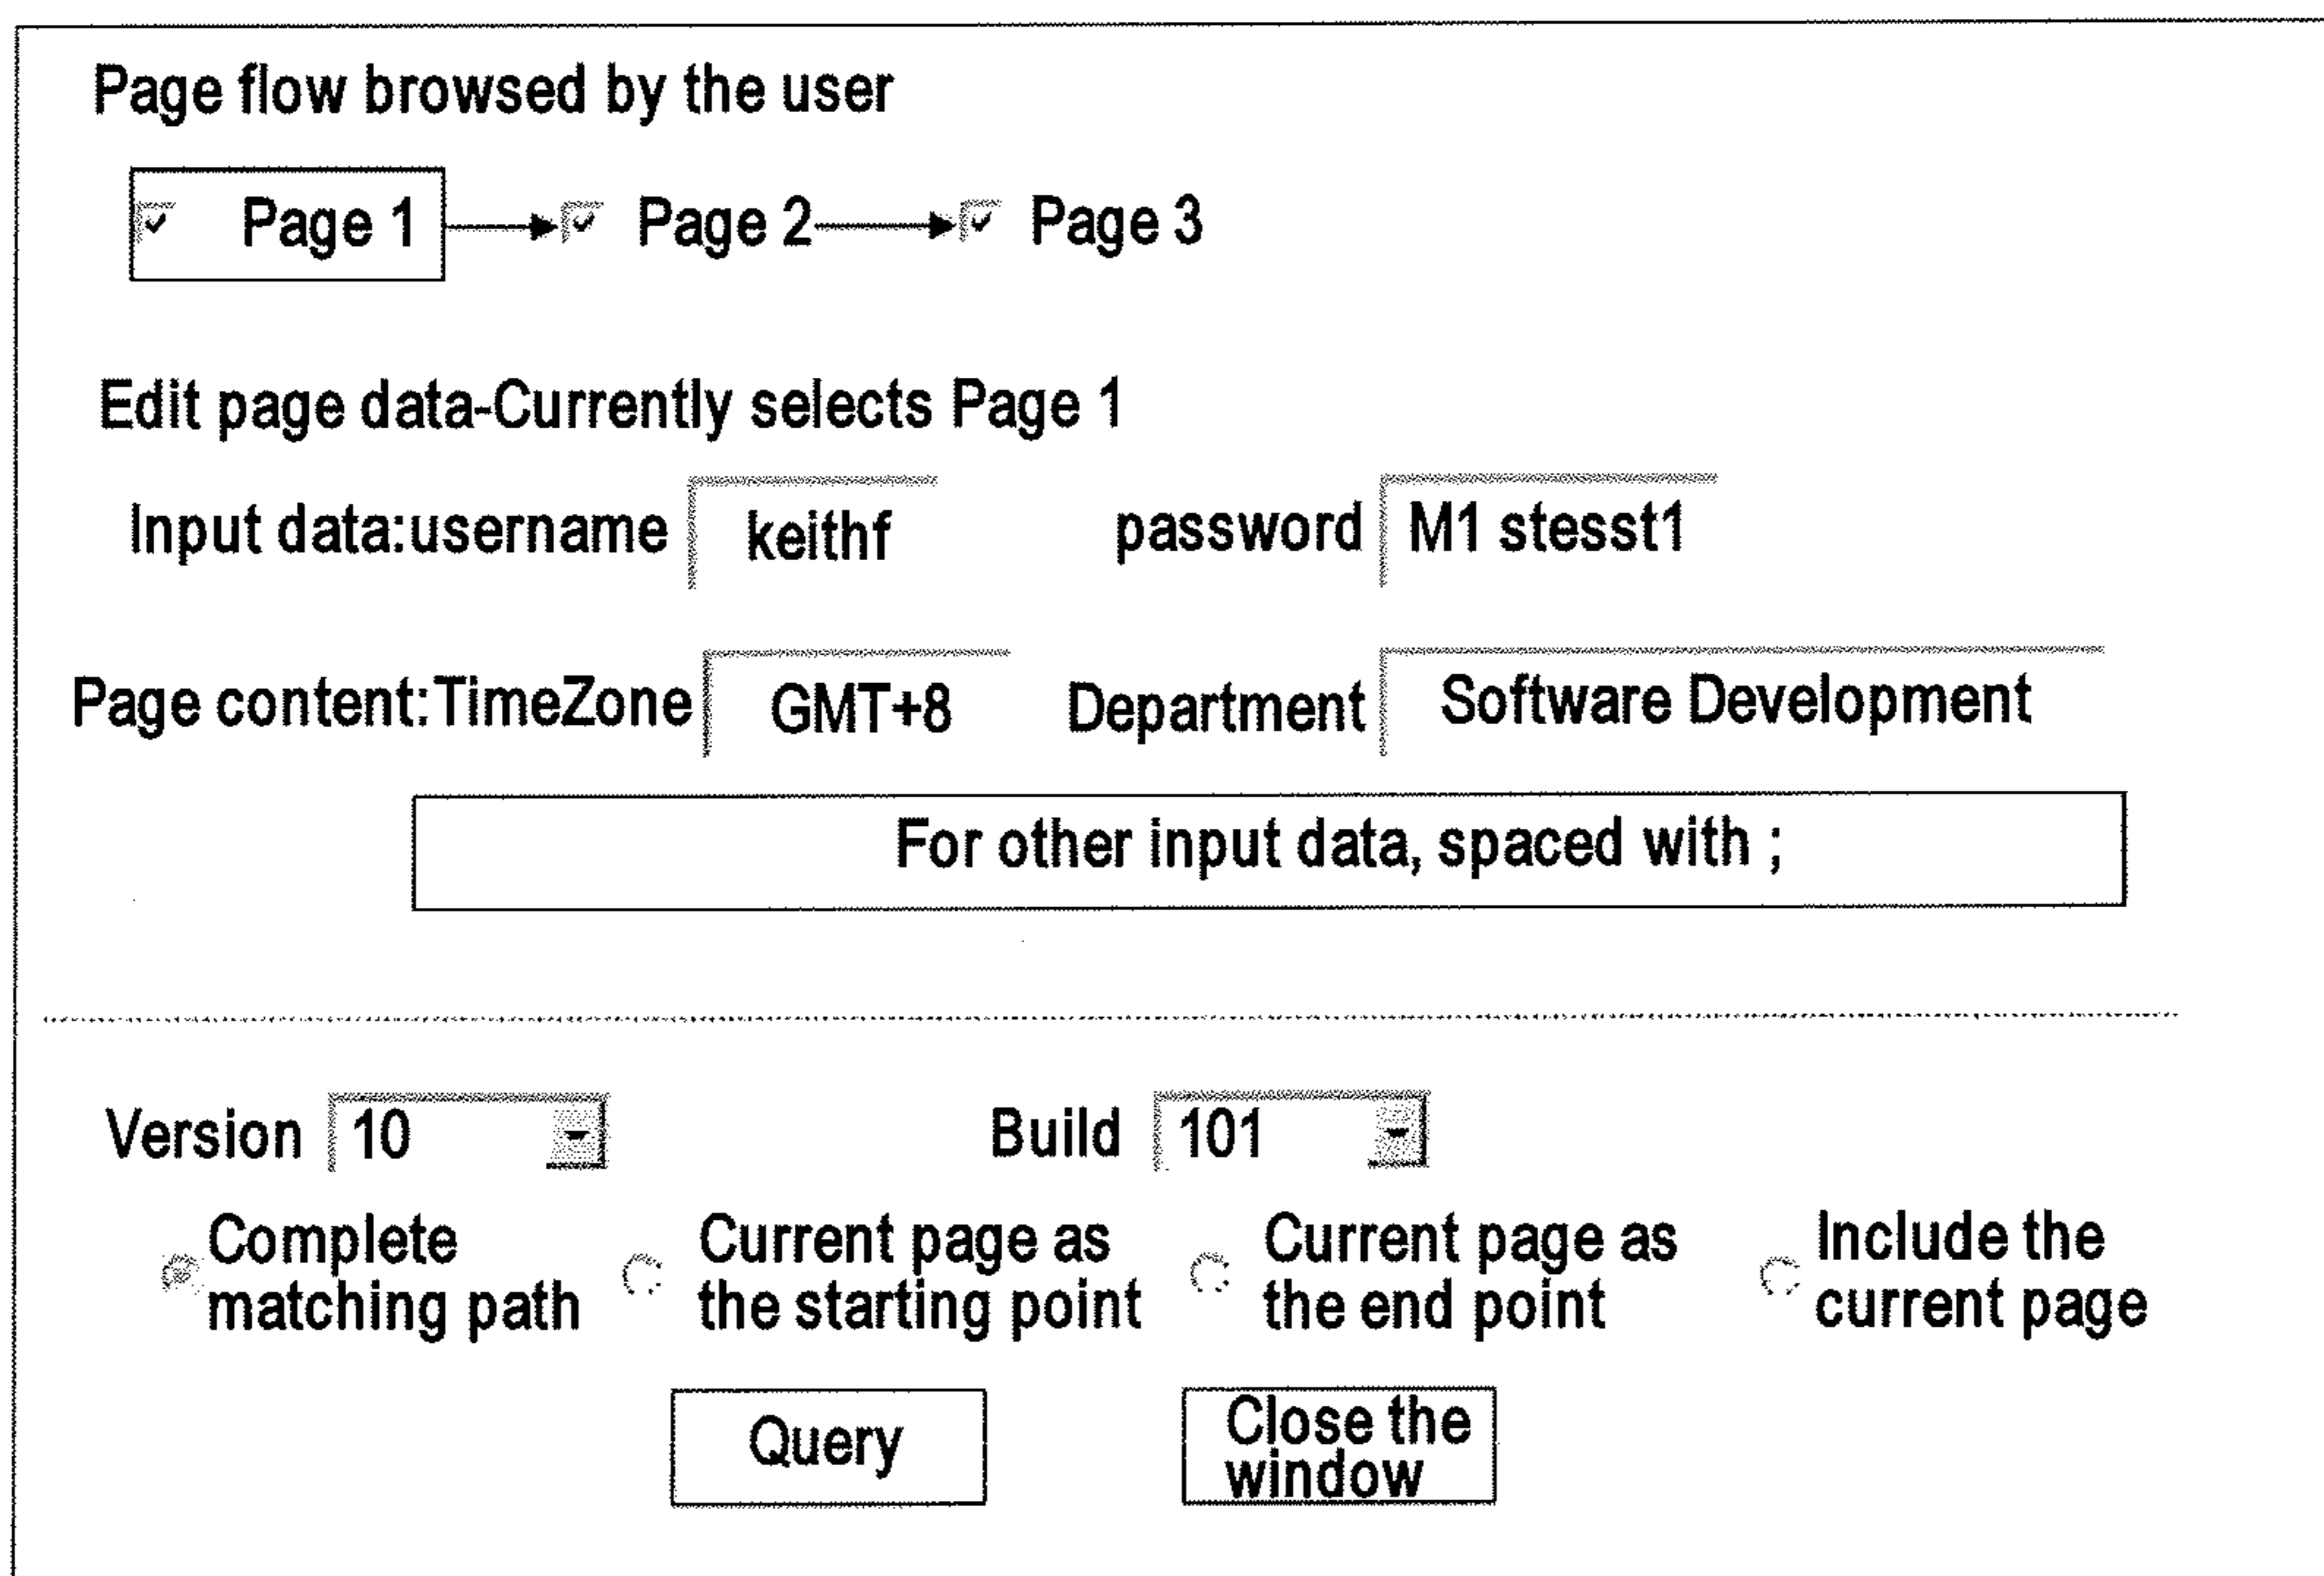 Page flow browsed by the user
Page 1 Page 2 Page 3
Edit page data-Currently selects Page 1
Input data:username keithf password M1 stesst1
Page content:TimeZone GMT+8 Department Software Development
For other input data, spaced with ;
Version 10 Build 101
Complete matching path
Current page as the starting point
Current page as the end point
Include the current page
Query
Close the window